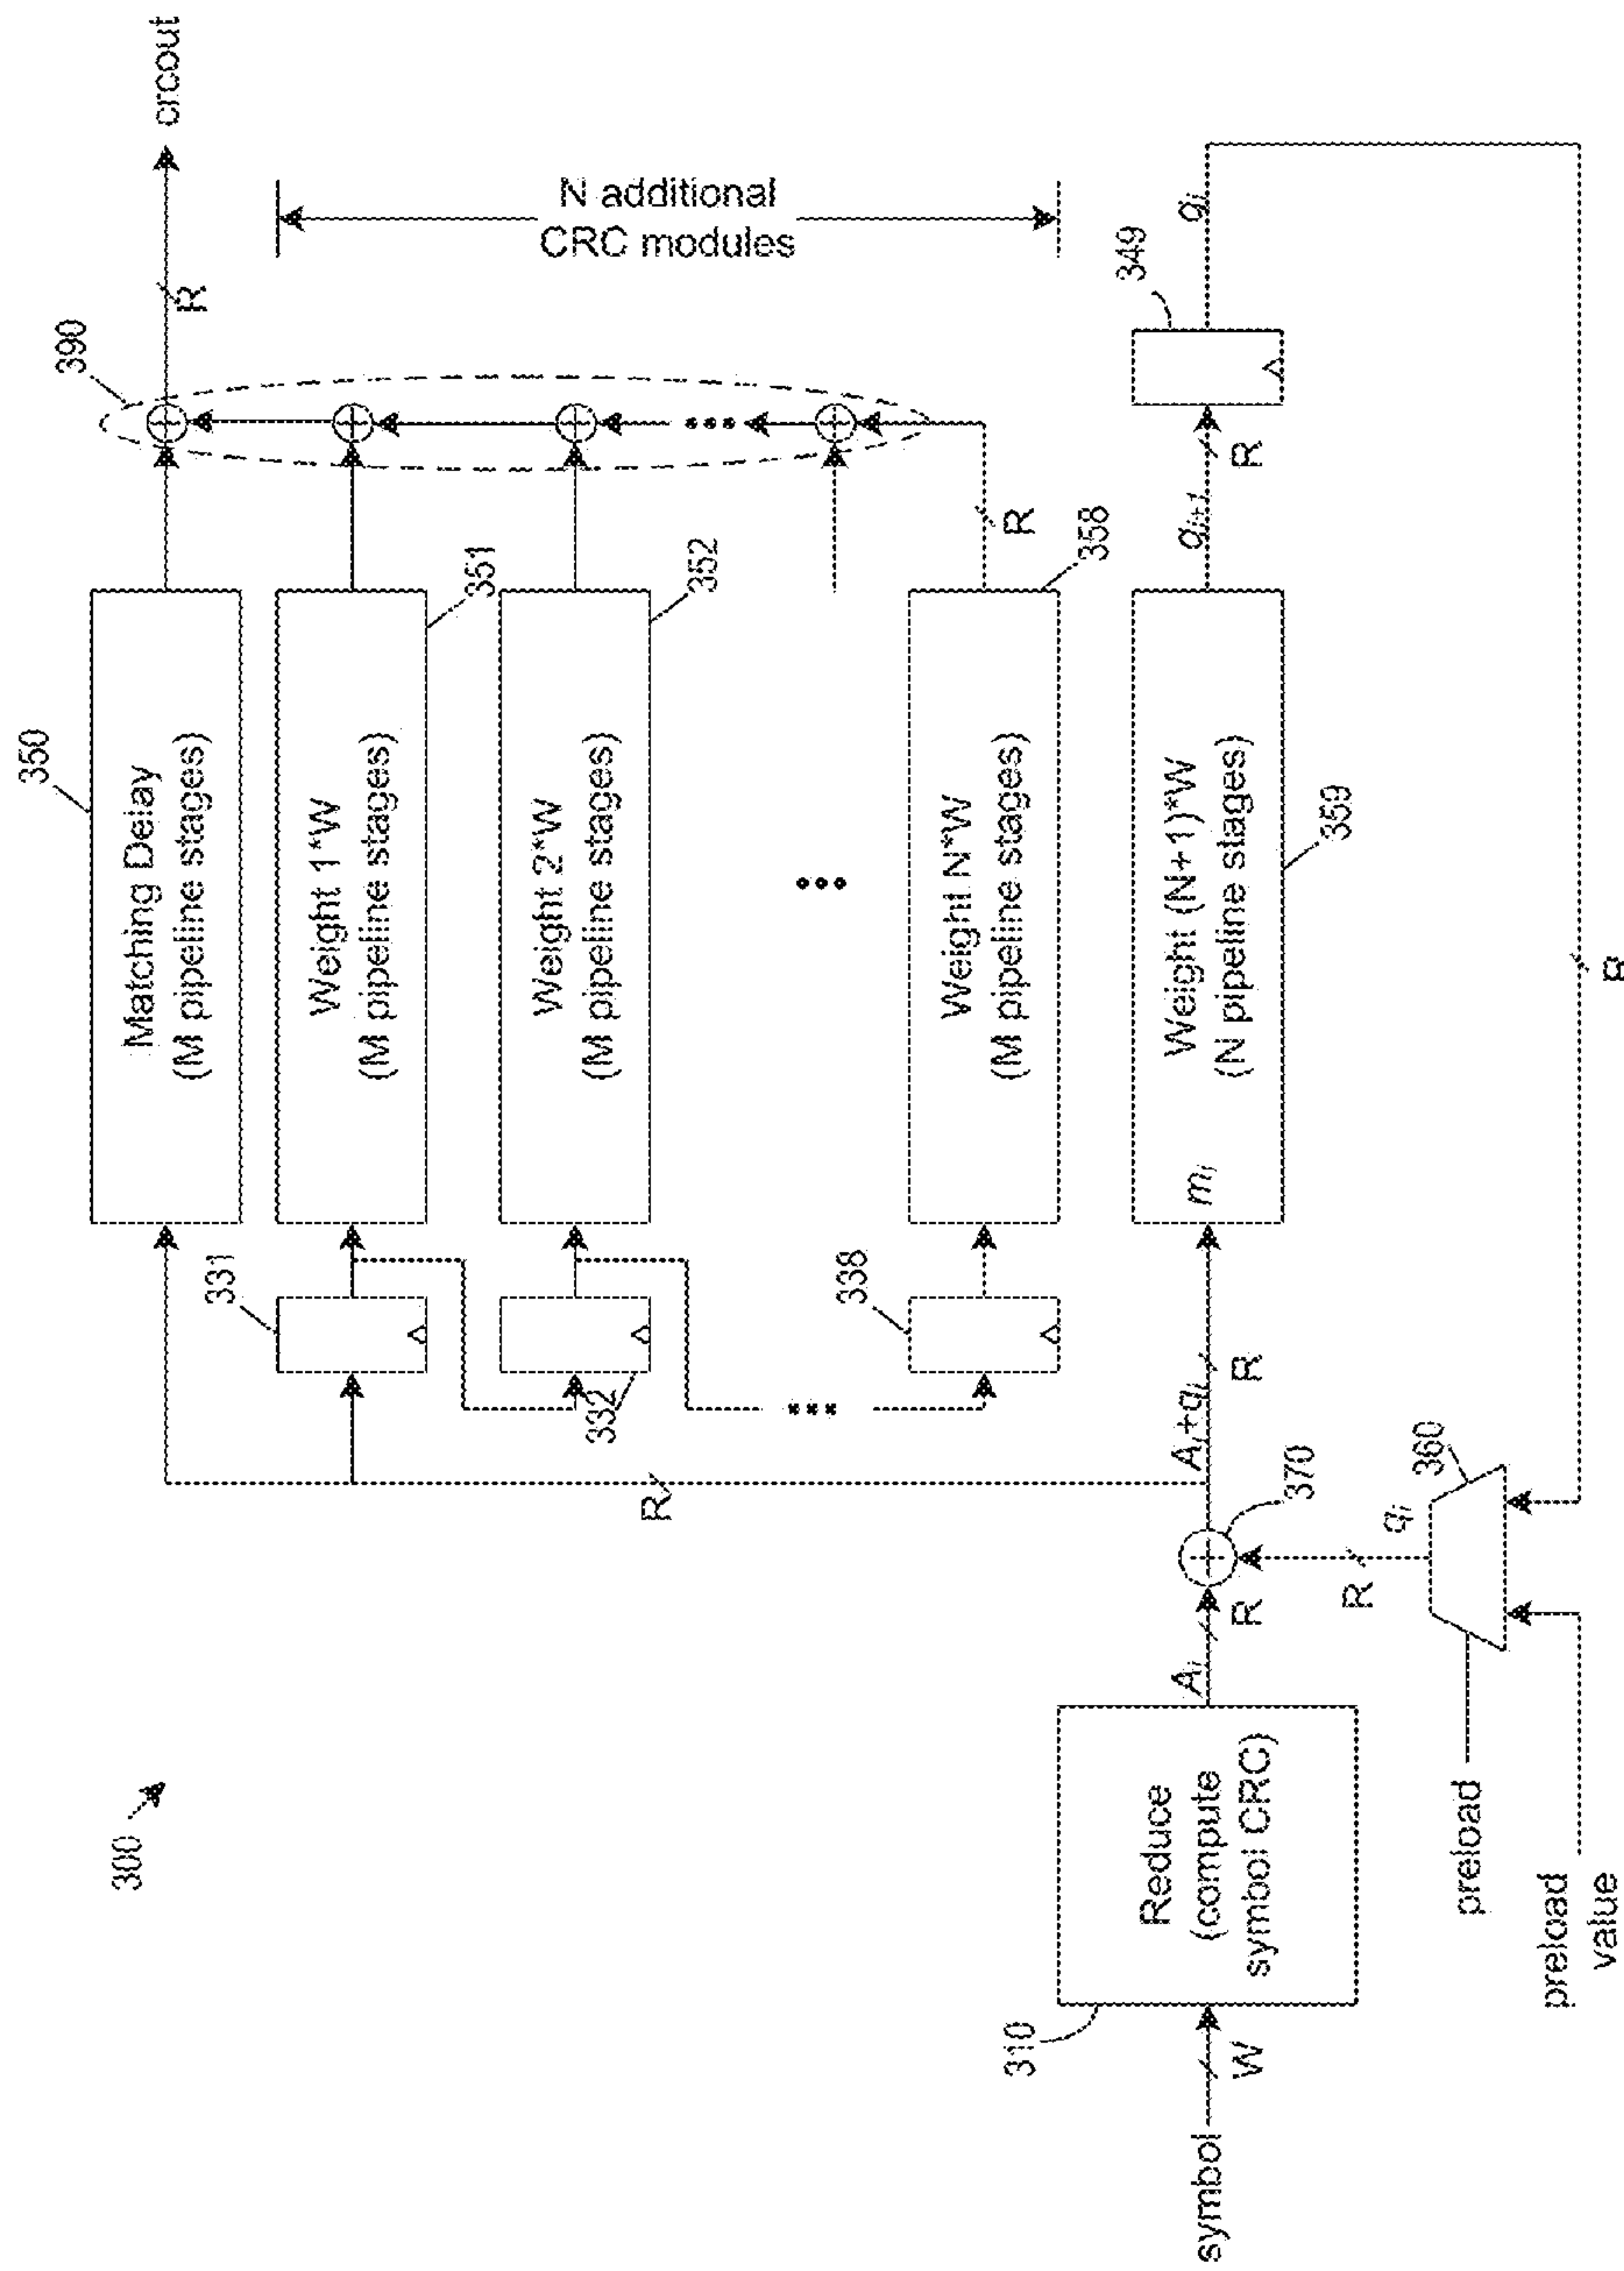 300
symbol
W
310
Reduce
(compute
symbol CRC)
Aᵢ
R
370
Aᵢ+qᵢ
R
R
preload
preload
value
360
qᵢ
R
R
331
332
338
350
Matching Delay
(M pipeline stages)
Weight 1*W
(M pipeline stages)
351
Weight 2*W
(M pipeline stages)
352
Weight N*W
(M pipeline stages)
358
mᵢ
Weight (N+1)*W
(N pipeline stages)
359
qᵢ₊₁
R
349
qᵢ
R
390
R
crcout
N additional
CRC modules